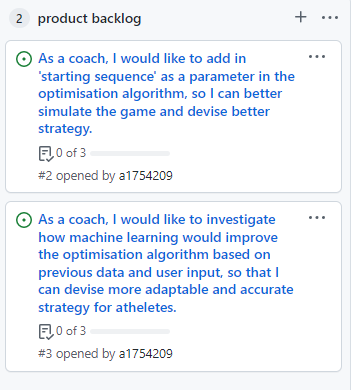 2 product backlog
As a coach, I would like to add in
'starting sequence' as a parameter in the
optimisation algorithm, so I can better
simulate the game and devise better
strategy.
0 of 3
#2 opened by a1754209
As a coach, I would like to investigate
how machine learning would improve
the optimisation algorithm based on
previous data and user input, so that I
can devise more adaptable and accurate
strategy for atheletes.
0 of 3
#3 opened by a1754209